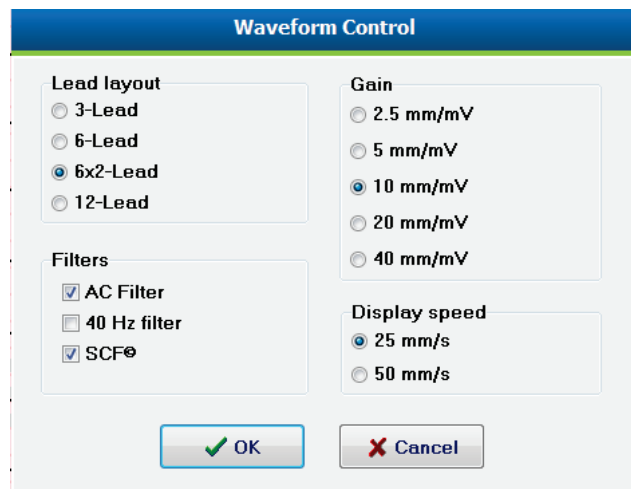 Waveform Control
Lead layout
3-Lead
6-Lead
6x2-Lead
12-Lead
Filters
AC Filter
40 Hz filter
SCF©
Gain
2.5 mm/mV
5 mm/mV
10 mm/mV
20 mm/mV
40 mm/mV
Display speed
25 mm/s
50 mm/s
OK
Cancel